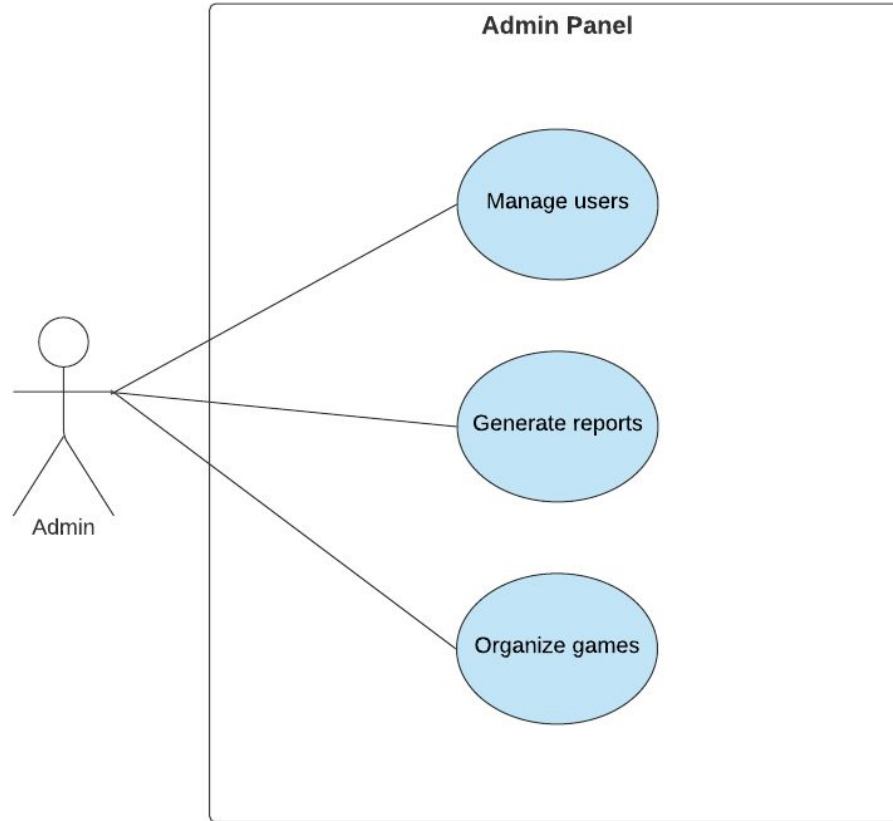 Admin Panel
Manage users
Generate reports
Admin
Organize games